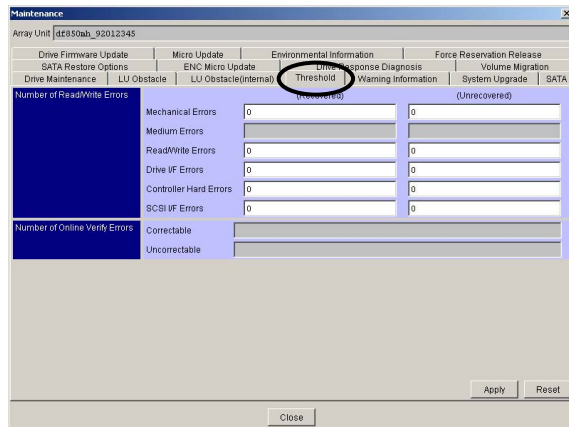 Maintenance
Array Unit df850mh_92012345
Drive Firmware Update Micro Update Environmental Information Force Reservation Release
SATA Restore Options ENC Micro Update Drive Response Diagnosis Volume Migration
Drive Maintenance LU Obstacle LU Obstacle(internal) Threshold Warning Information System Upgrade SATA
Number of Read/Write Errors (Recovered) (Unrecovered)
Mechanical Errors 0 0
Medium Errors
Read/Write Errors 0 0
Drive I/F Errors 0 0
Controller Hard Errors 0 0
SCSI I/F Errors 0 0
Number of Online Verify Errors Correctable
Uncorrectable
Apply Reset
Close